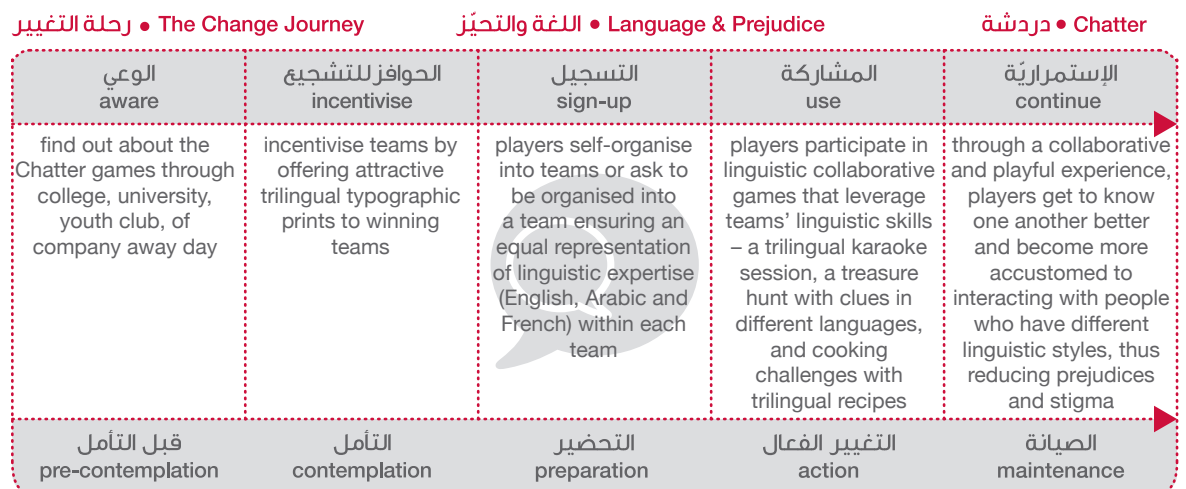 رحلة التغيير • The Change Journey
اللغة والتحيّز • Language & Prejudice
دردشة • Chatter
الوعي
aware
الحوافز للتشجيع
incentivise
التسجيل
sign-up
المشاركة
use
الإستمراريّة
continue
find out about the
Chatter games through
college, university,
youth club, of
company away day
incentivise teams by
offering attractive
trilingual typographic
prints to winning
teams
players self-organise
into teams or ask to
be organised into
a team ensuring an
equal representation
of linguistic expertise
(English, Arabic and
French) within each
team
players participate in
linguistic collaborative
games that leverage
teams’ linguistic skills
– a trilingual karaoke
session, a treasure
hunt with clues in
different languages,
and cooking
challenges with
trilingual recipes
through a collaborative
and playful experience,
players get to know
one another better
and become more
accustomed to
interacting with people
who have different
linguistic styles, thus
reducing prejudices
and stigma
قبل التأمل
pre-contemplation
التأمل
contemplation
التحضير
preparation
التغيير الفعال
action
الصيانة
maintenance